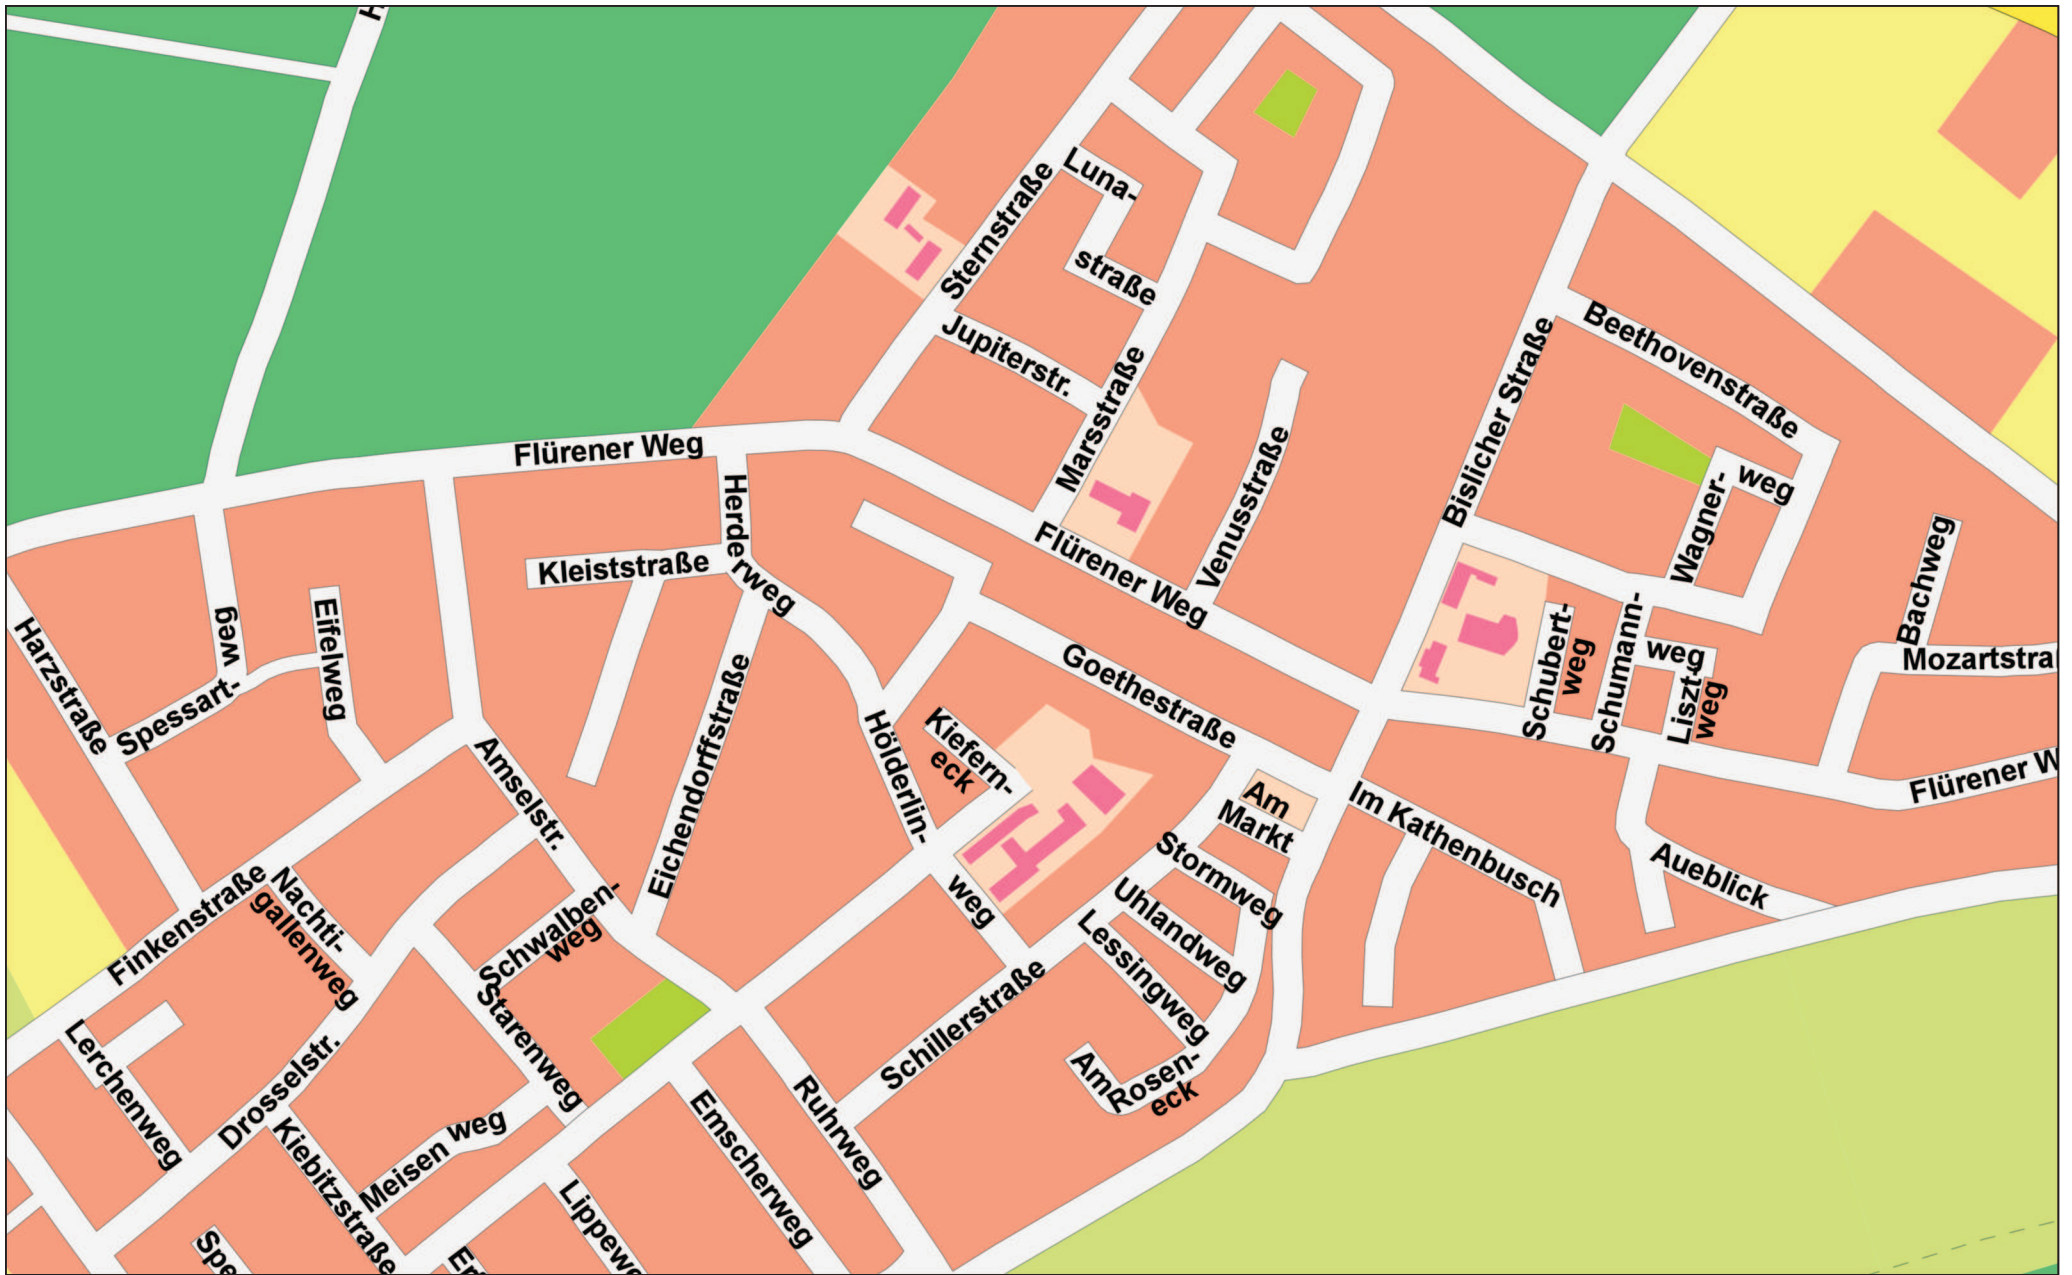 H
Luna-
straße
Sternstraße
Jupiterstr.
Marsstraße
Beethovenstraße
Bislicher Straße
Flürener Weg
Venusstraße
weg
Wagner-
Herderweg
Kleiststraße
Flürener Weg
Bachweg
Eifelweg
weg
Spessart-
Harzstraße
Schubert-
weg
Schumann-
weg
Liszt-
weg
Mozartstra
Goethestraße
Eichendorffstraße
Hölderlin-
weg
Kiefern-
eck
Amselstr.
Flürener W
Am
Markt
Im Kathenbusch
Stormweg
Aueblick
Uhlandweg
Lessingweg
Finkenstraße
Nachti-
gallenweg
Schwalben-
weg
Starenweg
Schillerstraße
Am Rosen-
eck
Lerchenweg
Drosselstr.
Kiebitzstraße
Meisen weg
Ruhrweg
Emscherweg
Lippewe
Spe